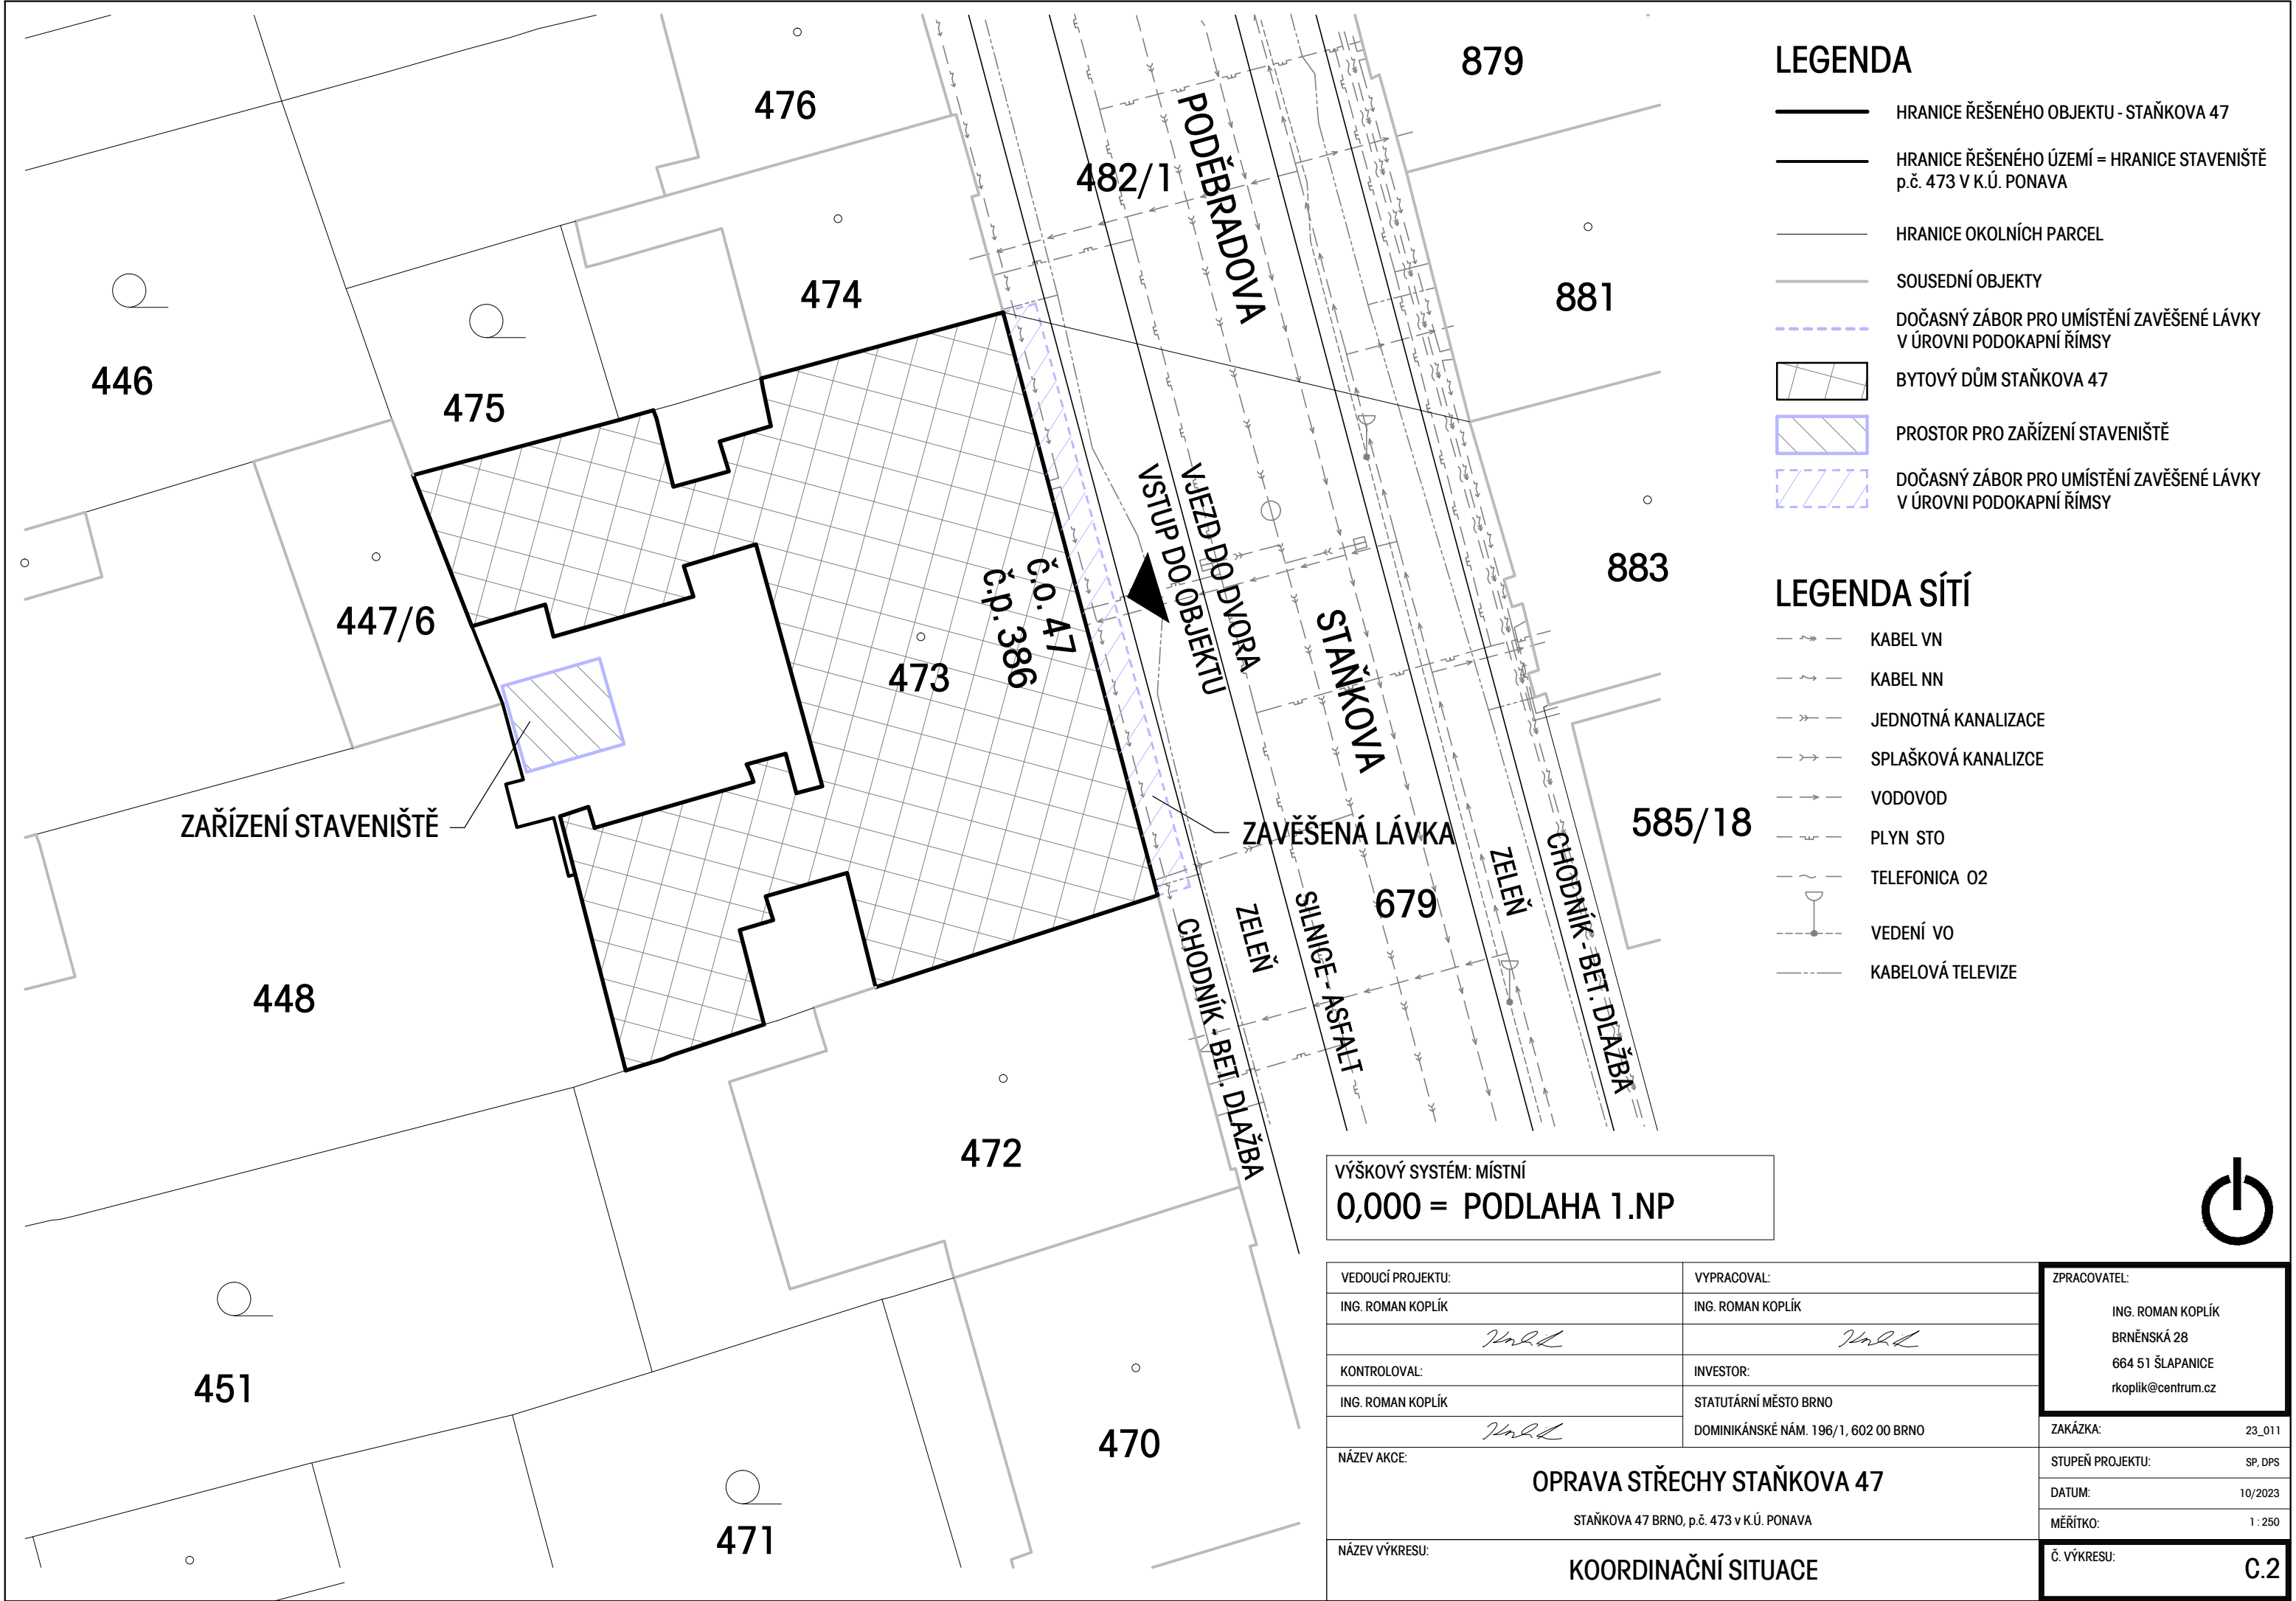 476
879
482/1
PODĚBRADOVA
474
881
446
475
VJEZD DO DVORA
VSTUP DO OBJEKTU
č.o. 47
č.p. 386
883
447/6
473
STAŇKOVA
ZAŘÍZENÍ STAVENIŠTĚ
ZAVĚŠENÁ LÁVKA
585/18
679
ZELEŇ
CHODNÍK - BET. DLAŽBA
SILNICE - ASFALT
ZELEŇ
CHODNÍK - BET. DLAŽBA
448
472
451
470
471
LEGENDA
HRANICE ŘEŠENÉHO OBJEKTU - STAŇKOVA 47
HRANICE ŘEŠENÉHO ÚZEMÍ = HRANICE STAVENIŠTĚ
p.č. 473 V K.Ú. PONAVA
HRANICE OKOLNÍCH PARCEL
SOUSEDNÍ OBJEKTY
DOČASNÝ ZÁBOR PRO UMÍSTĚNÍ ZAVĚŠENÉ LÁVKY
V ÚROVNI PODOKAPNÍ ŘÍMSY
BYTOVÝ DŮM STAŇKOVA 47
PROSTOR PRO ZAŘÍZENÍ STAVENIŠTĚ
DOČASNÝ ZÁBOR PRO UMÍSTĚNÍ ZAVĚŠENÉ LÁVKY
V ÚROVNI PODOKAPNÍ ŘÍMSY
LEGENDA SÍTÍ
KABEL VN
KABEL NN
JEDNOTNÁ KANALIZACE
SPLAŠKOVÁ KANALIZCE
VODOVOD
PLYN STO
TELEFONICA O2
VEDENÍ VO
KABELOVÁ TELEVIZE
VÝŠKOVÝ SYSTÉM: MÍSTNÍ
0,000 = PODLAHA 1.NP
VEDOUCÍ PROJEKTU:
ING. ROMAN KOPLÍK
VYPRACOVAL:
ING. ROMAN KOPLÍK
KONTROLOVAL:
ING. ROMAN KOPLÍK
INVESTOR:
STATUTÁRNÍ MĚSTO BRNO
DOMINIKÁNSKÉ NÁM. 196/1, 602 00 BRNO
ZPRACOVATEL:
ING. ROMAN KOPLÍK
BRNĚNSKÁ 28
664 51 ŠLAPANICE
rkoplik@centrum.cz
NÁZEV AKCE:
OPRAVA STŘECHY STAŇKOVA 47
STAŇKOVA 47 BRNO, p.č. 473 v K.Ú. PONAVA
NÁZEV VÝKRESU:
KOORDINAČNÍ SITUACE
ZAKÁZKA: 23_011
STUPEŇ PROJEKTU: SP, DPS
DATUM: 10/2023
MĚŘÍTKO: 1 : 250
Č. VÝKRESU: C.2